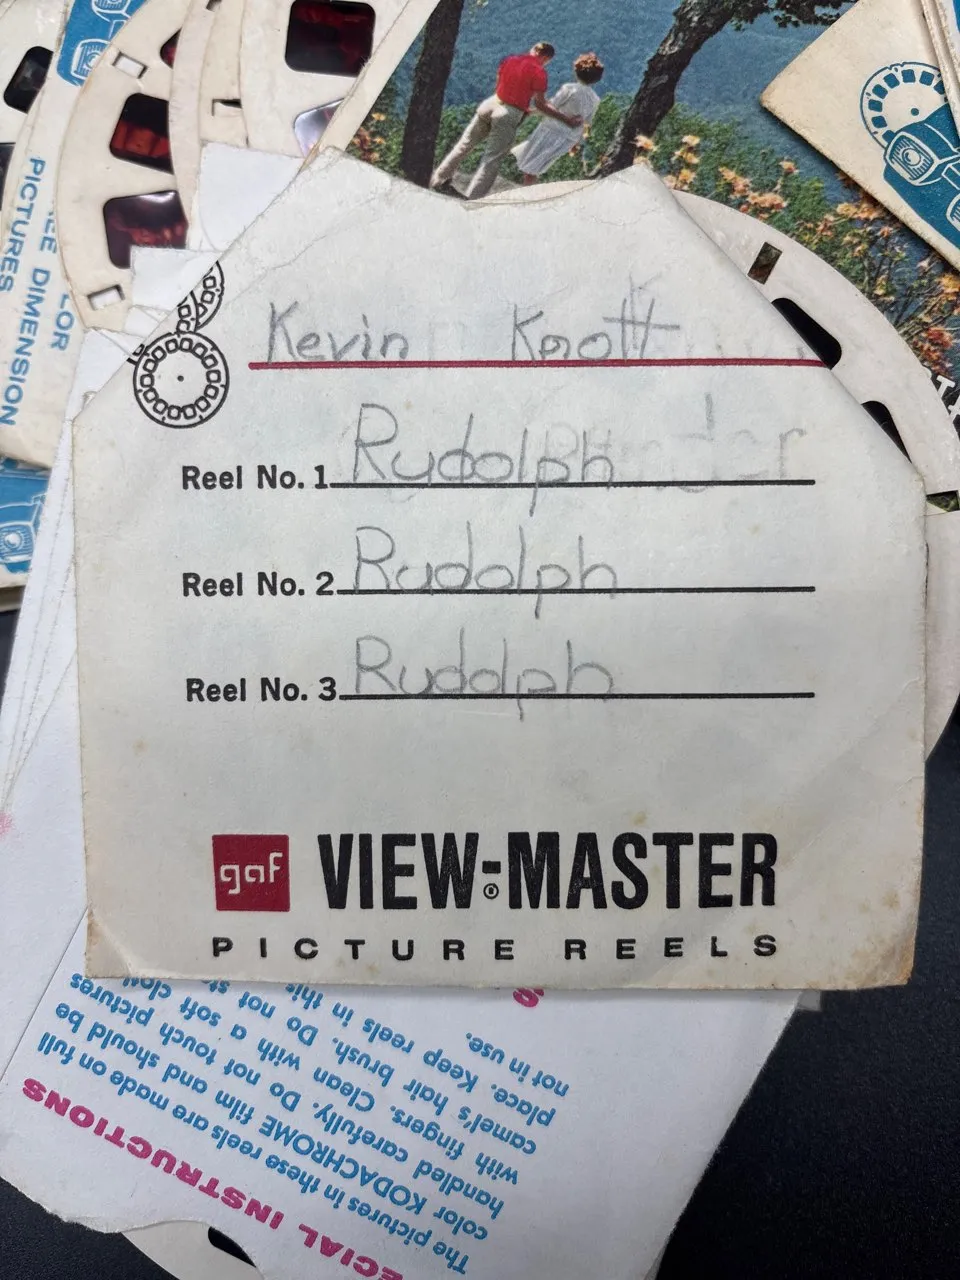 Kevin Knott
Reel No. 1 Rudolph
Reel No. 2 Rudolph
Reel No. 3 Rudolph
gaf VIEW-MASTER®
PICTURE REELS
COLOR
DIMENSION
PICTURES
INSTRUCTIONS
The pictures in these reels are made on full
color KODACHROME film and should be
handled carefully. Do not touch pictures
with fingers. Clean with a soft
camel's hair brush. Do not
place. Keep reels in this
not in use.